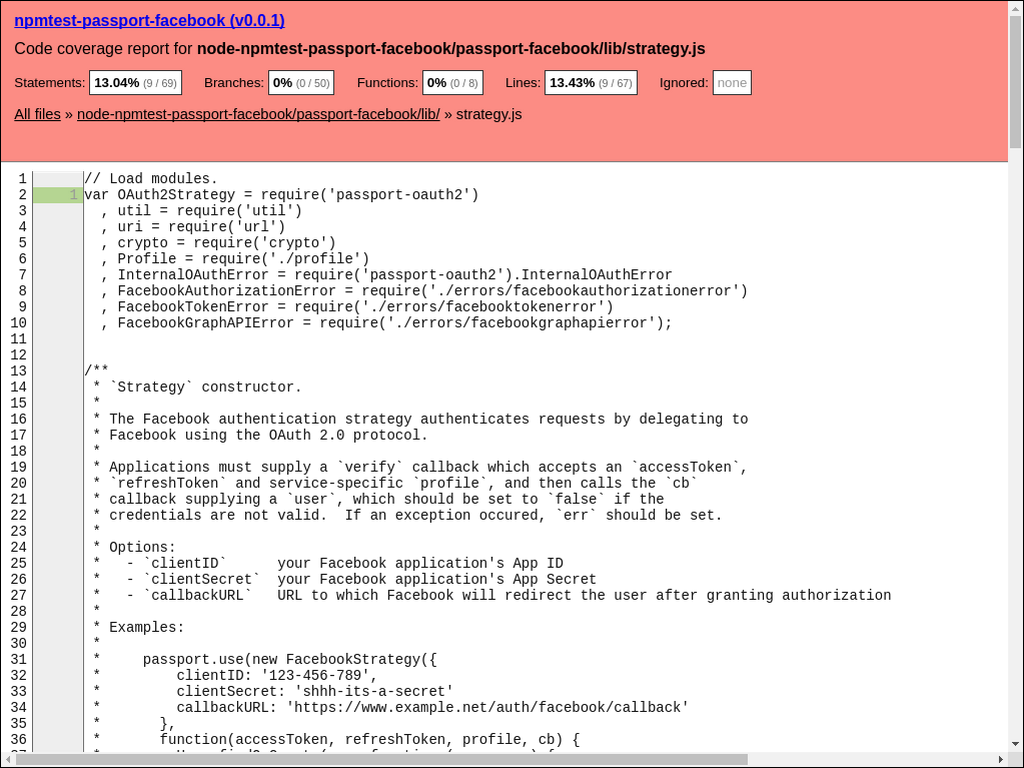 npmtest-passport-facebook (v0.0.1)
Code coverage report for node-npmtest-passport-facebook/passport-facebook/lib/strategy.js
Statements: 13.04% (9 / 69) Branches: 0% (0 / 50) Functions: 0% (0 / 8) Lines: 13.43% (9 / 67) Ignored: none
All files » node-npmtest-passport-facebook/passport-facebook/lib/ » strategy.js
1 // Load modules.
2 1 var OAuth2Strategy = require('passport-oauth2')
3   , util = require('util')
4   , uri = require('url')
5   , crypto = require('crypto')
6   , Profile = require('./profile')
7   , InternalOAuthError = require('passport-oauth2').InternalOAuthError
8   , FacebookAuthorizationError = require('./errors/facebookauthorizationerror')
9   , FacebookTokenError = require('./errors/facebooktokenerror')
10   , FacebookGraphAPIError = require('./errors/facebookgraphapierror');
11
12
13 /**
14  * `Strategy` constructor.
15  *
16  * The Facebook authentication strategy authenticates requests by delegating to
17  * Facebook using the OAuth 2.0 protocol.
18  *
19  * Applications must supply a `verify` callback which accepts an `accessToken`,
20  * `refreshToken` and service-specific `profile`, and then calls the `cb`
21  * callback supplying a `user`, which should be set to `false` if the
22  * credentials are not valid.  If an exception occured, `err` should be set.
23  *
24  * Options:
25  *   - `clientID`      your Facebook application's App ID
26  *   - `clientSecret`  your Facebook application's App Secret
27  *   - `callbackURL`   URL to which Facebook will redirect the user after granting authorization
28  *
29  * Examples:
30  *
31  *     passport.use(new FacebookStrategy({
32  *         clientID: '123-456-789',
33  *         clientSecret: 'shhh-its-a-secret'
34  *         callbackURL: 'https://www.example.net/auth/facebook/callback'
35  *       },
36  *       function(accessToken, refreshToken, profile, cb) {